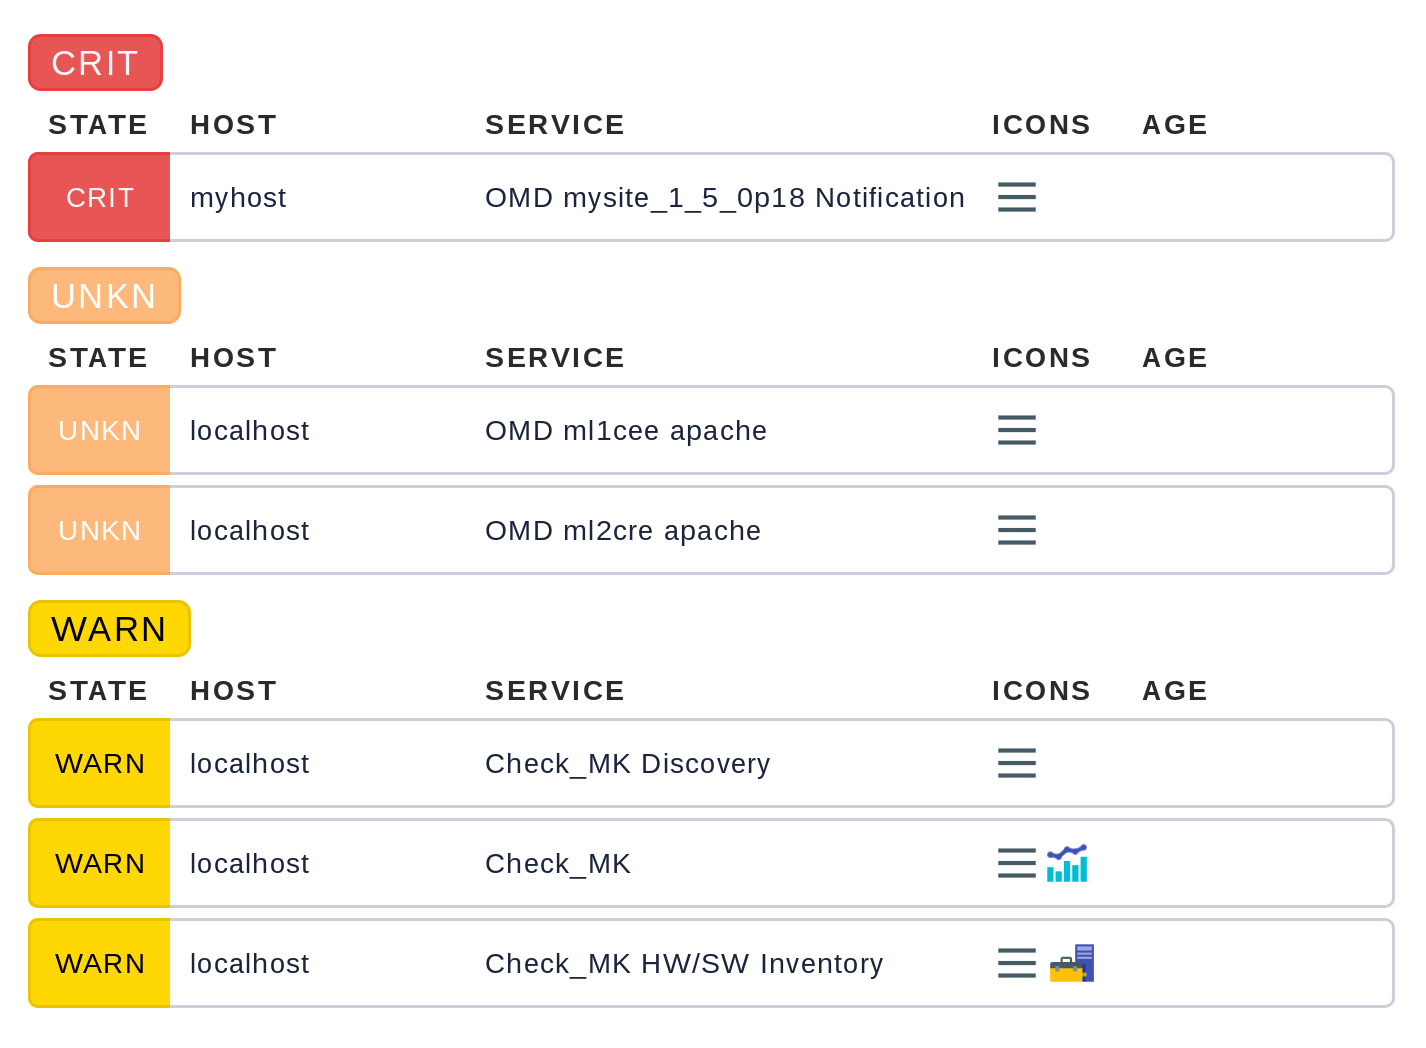 CRIT
STATE HOST SERVICE ICONS AGE
CRIT myhost OMD mysite_1_5_0p18 Notification
UNKN
STATE HOST SERVICE ICONS AGE
UNKN localhost OMD ml1cee apache
UNKN localhost OMD ml2cre apache
WARN
STATE HOST SERVICE ICONS AGE
WARN localhost Check_MK Discovery
WARN localhost Check_MK
WARN localhost Check_MK HW/SW Inventory